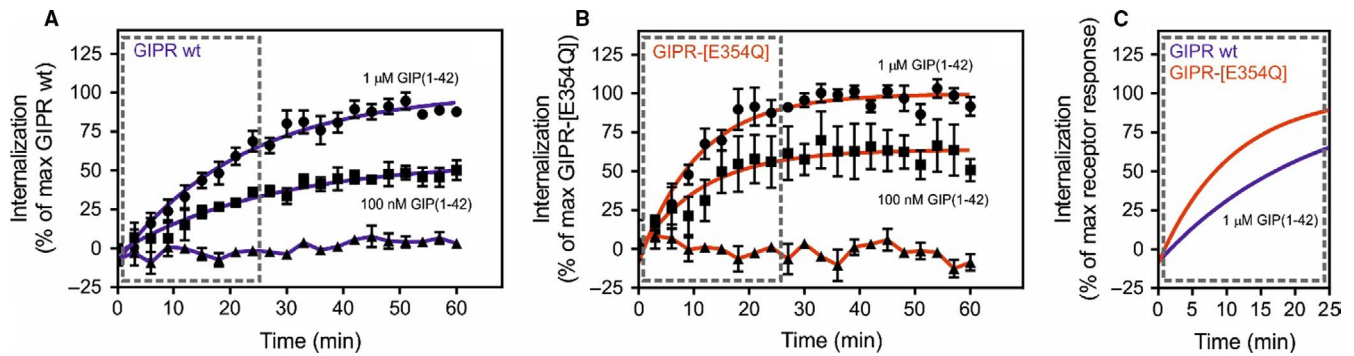 A
GIPR wt
1 μM GIP(1-42)
100 nM GIP(1-42)
Internalization
(% of max GIPR wt)
125
100
75
50
25
0
–25
0 10 20 30 40 50 60
Time (min)
B
GIPR-[E354Q]
1 μM GIP(1-42)
100 nM GIP(1-42)
Internalization
(% of max GIPR-[E354Q])
125
100
75
50
25
0
–25
0 10 20 30 40 50 60
Time (min)
C
GIPR wt
GIPR-[E354Q]
1 μM GIP(1-42)
Internalization
(% of max receptor response)
125
100
75
50
25
0
–25
0 5 10 15 20 25
Time (min)